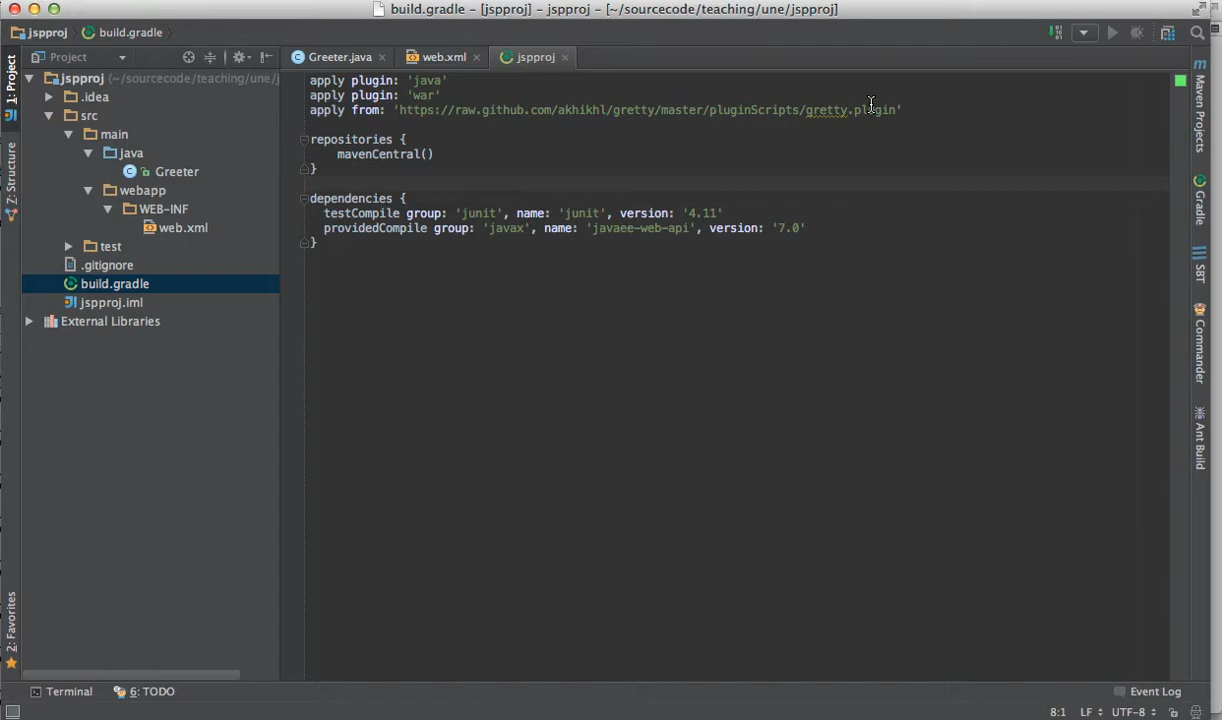 build.gradle – [jspproj] – jspproj – [~/sourcecode/teaching/une/jspproj]
jspproj build.gradle
Project Greeter.java web.xml jspproj
1: Project
Z: Structure
2: Favorites
jspproj (~/sourcecode/teaching/une/j
.idea
src
main
java
Greeter
webapp
WEB-INF
web.xml
test
.gitignore
build.gradle
jspproj.iml
External Libraries
apply plugin: 'java'
apply plugin: 'war'
apply from: 'https://raw.github.com/akhikhl/gretty/master/pluginScripts/gretty.plugin'
repositories {
mavenCentral()
}
dependencies {
testCompile group: 'junit', name: 'junit', version: '4.11'
providedCompile group: 'javax', name: 'javaee-web-api', version: '7.0'
}
Maven Projects
Gradle
SBT
Commander
Ant Build
Terminal 6: TODO Event Log
8:1 LF UTF-8